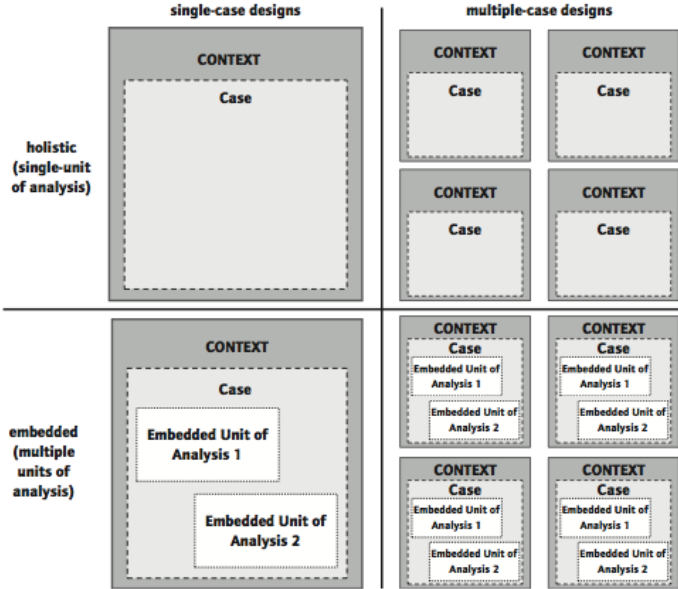 single-case designs
multiple-case designs
holistic
(single-unit
of analysis)
CONTEXT
Case
CONTEXT
Case
CONTEXT
Case
CONTEXT
Case
CONTEXT
Case
embedded
(multiple
units of
analysis)
CONTEXT
Case
Embedded Unit of
Analysis 1
Embedded Unit of
Analysis 2
CONTEXT
Case
Embedded Unit of
Analysis 1
Embedded Unit of
Analysis 2
CONTEXT
Case
Embedded Unit of
Analysis 1
Embedded Unit of
Analysis 2
CONTEXT
Case
Embedded Unit of
Analysis 1
Embedded Unit of
Analysis 2
CONTEXT
Case
Embedded Unit of
Analysis 1
Embedded Unit of
Analysis 2